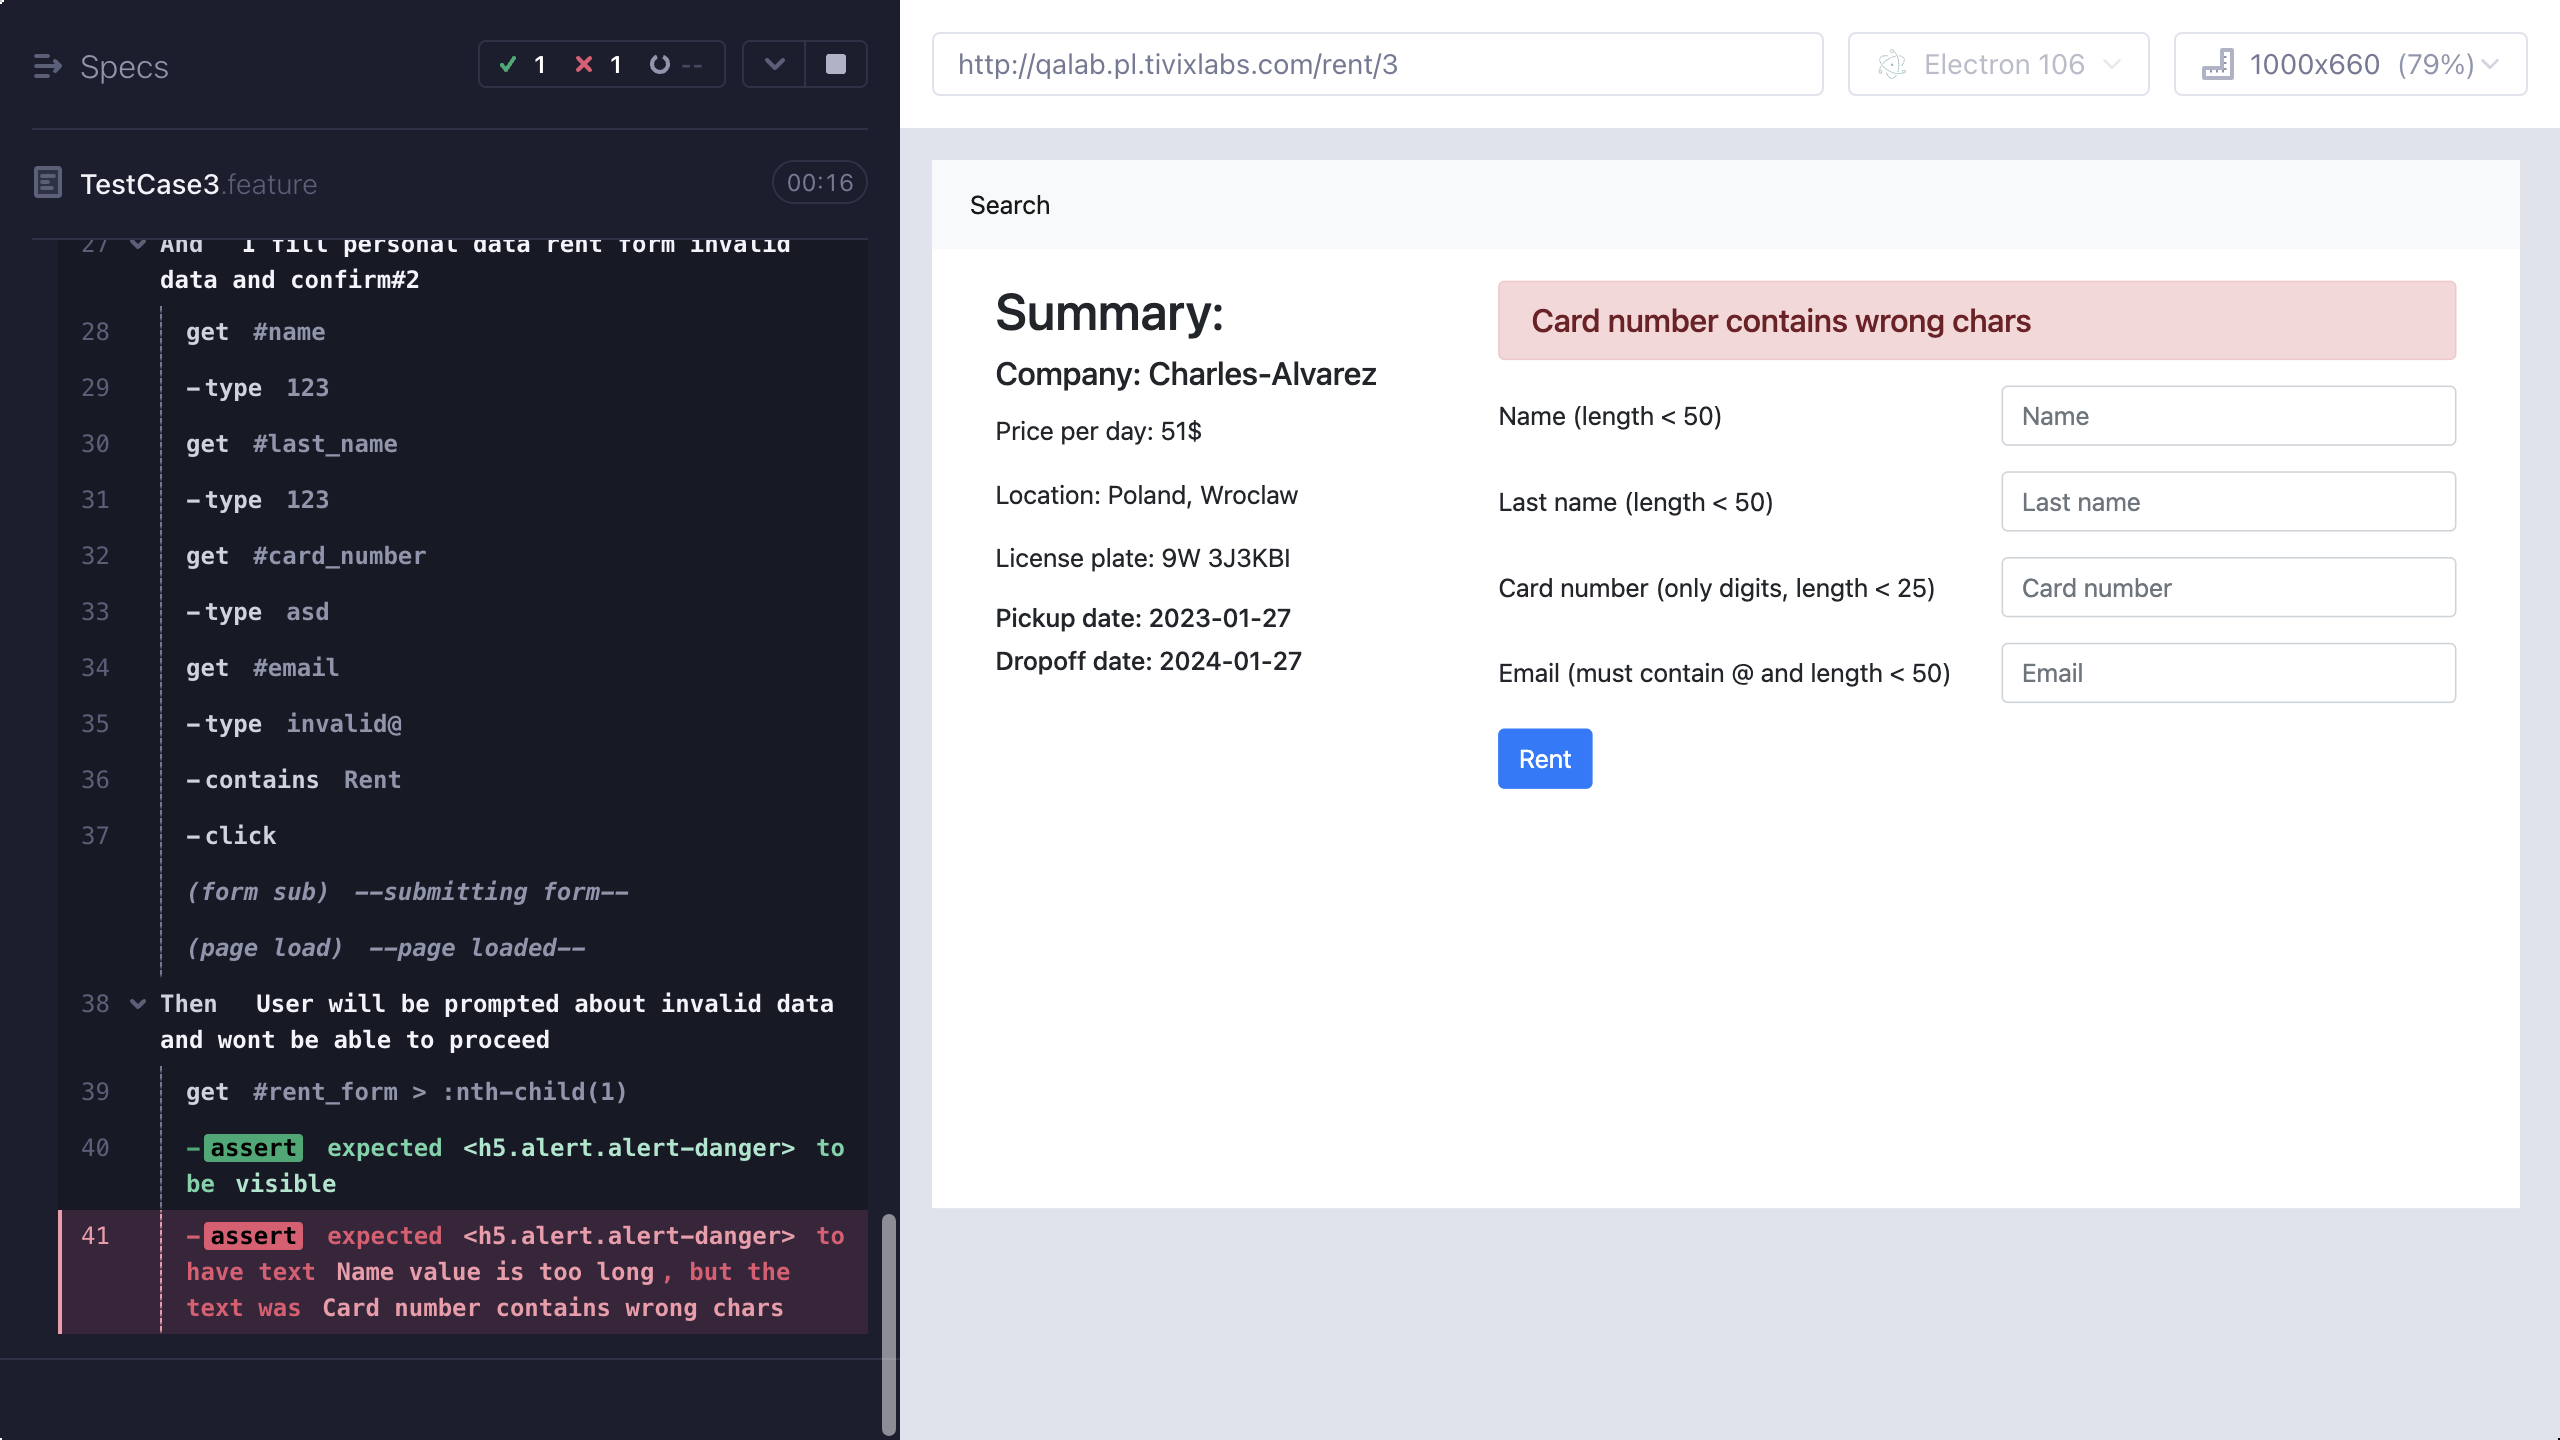 Specs
1
1
--
TestCase3.feature
00:16
27 And I fill personal data rent form invalid
data and confirm#2
28 get #name
29 -type 123
30 get #last_name
31 -type 123
32 get #card_number
33 -type asd
34 get #email
35 -type invalid@
36 -contains Rent
37 -click
(form sub) --submitting form--
(page load) --page loaded--
38 Then User will be prompted about invalid data
and wont be able to proceed
39 get #rent_form > :nth-child(1)
40 -assert expected <h5.alert.alert-danger> to
be visible
41 -assert expected <h5.alert.alert-danger> to
have text Name value is too long, but the
text was Card number contains wrong chars
http://qalab.pl.tivixlabs.com/rent/3
Electron 106
1000x660 (79%)
Search
Summary:
Company: Charles-Alvarez
Price per day: 51$
Location: Poland, Wroclaw
License plate: 9W 3J3KBI
Pickup date: 2023-01-27
Dropoff date: 2024-01-27
Card number contains wrong chars
Name (length < 50)
Name
Last name (length < 50)
Last name
Card number (only digits, length < 25)
Card number
Email (must contain @ and length < 50)
Email
Rent